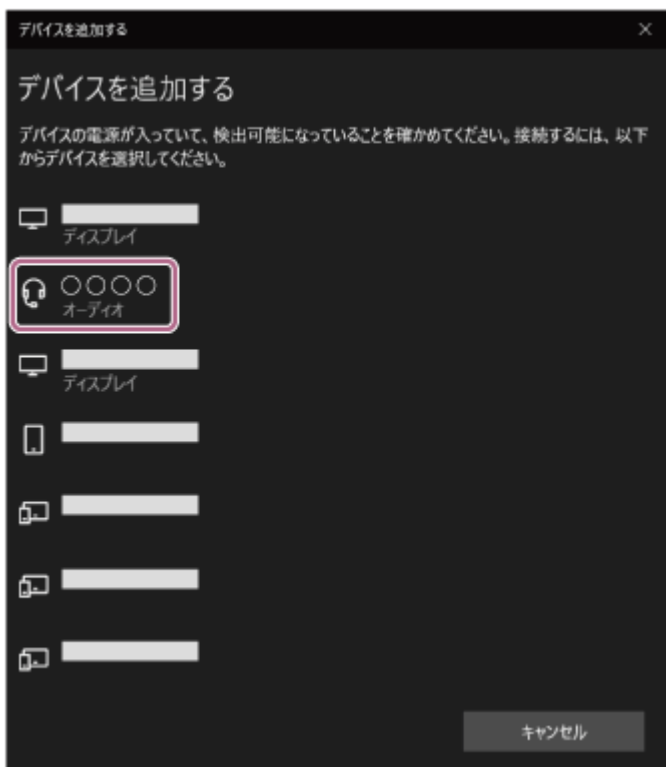 デバイスを追加する
デバイスを追加する
デバイスの電源が入っていて、検出可能になっていることを確かめてください。接続するには、以下
からデバイスを選択してください。
ディスプレイ
○○○○
オーディオ
ディスプレイ
キャンセル